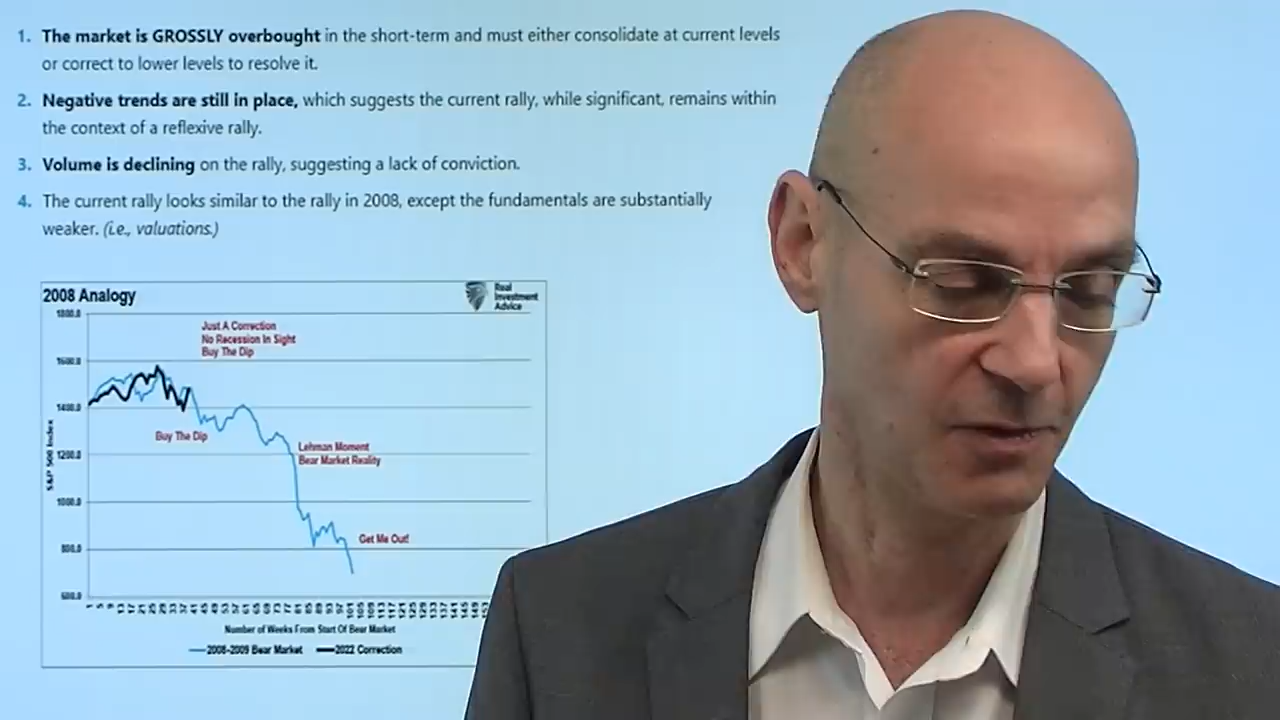 1. The market is GROSSLY overbought in the short-term and must either consolidate at current levels
or correct to lower levels to resolve it.
2. Negative trends are still in place, which suggests the current rally, while significant, remains within
the context of a reflexive rally.
3. Volume is declining on the rally, suggesting a lack of conviction.
4. The current rally looks similar to the rally in 2008, except the fundamentals are substantially
weaker. (i.e., valuations.)
2008 Analogy
Real
Investment
Advice
1800.0
Just A Correction
No Recession In Sight
Buy The Dip
1600.0
1400.0
Buy The Dip
S&P 500 Index
Lehman Moment
Bear Market Reality
1200.0
1000.0
Get Me Out!
800.0
600.0
Number of Weeks From Start Of Bear Market
2008-2009 Bear Market
2022 Correction